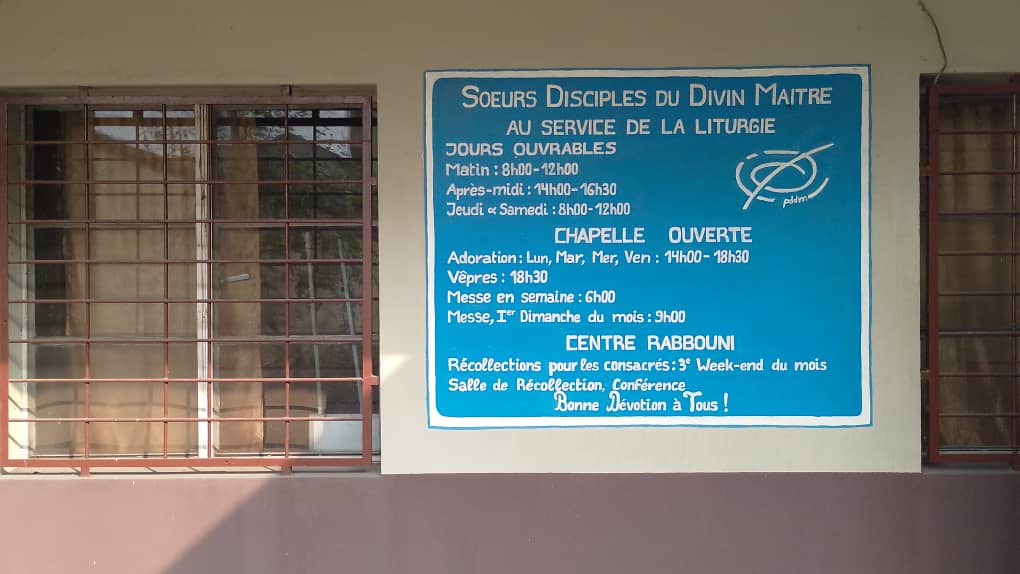 SOEURS DISCIPLES DU DIVIN MAITRE
AU SERVICE DE LA LITURGIE
JOURS OUVRABLES
Matin : 8h00-12h00
Après-midi : 14h00-16h30
Jeudi & Samedi : 8h00-12h00
pddm
CHAPELLE OUVERTE
Adoration : Lun, Mar, Mer, Ven : 14h00-18h30
Vêpres : 18h30
Messe en semaine : 6h00
Messe, Ier Dimanche du mois : 9h00
CENTRE RABBOUNI
Récollections pour les consacrés : 3e Week-end du mois
Salle de Récollection, Conférence
Bonne Dévotion à Tous !